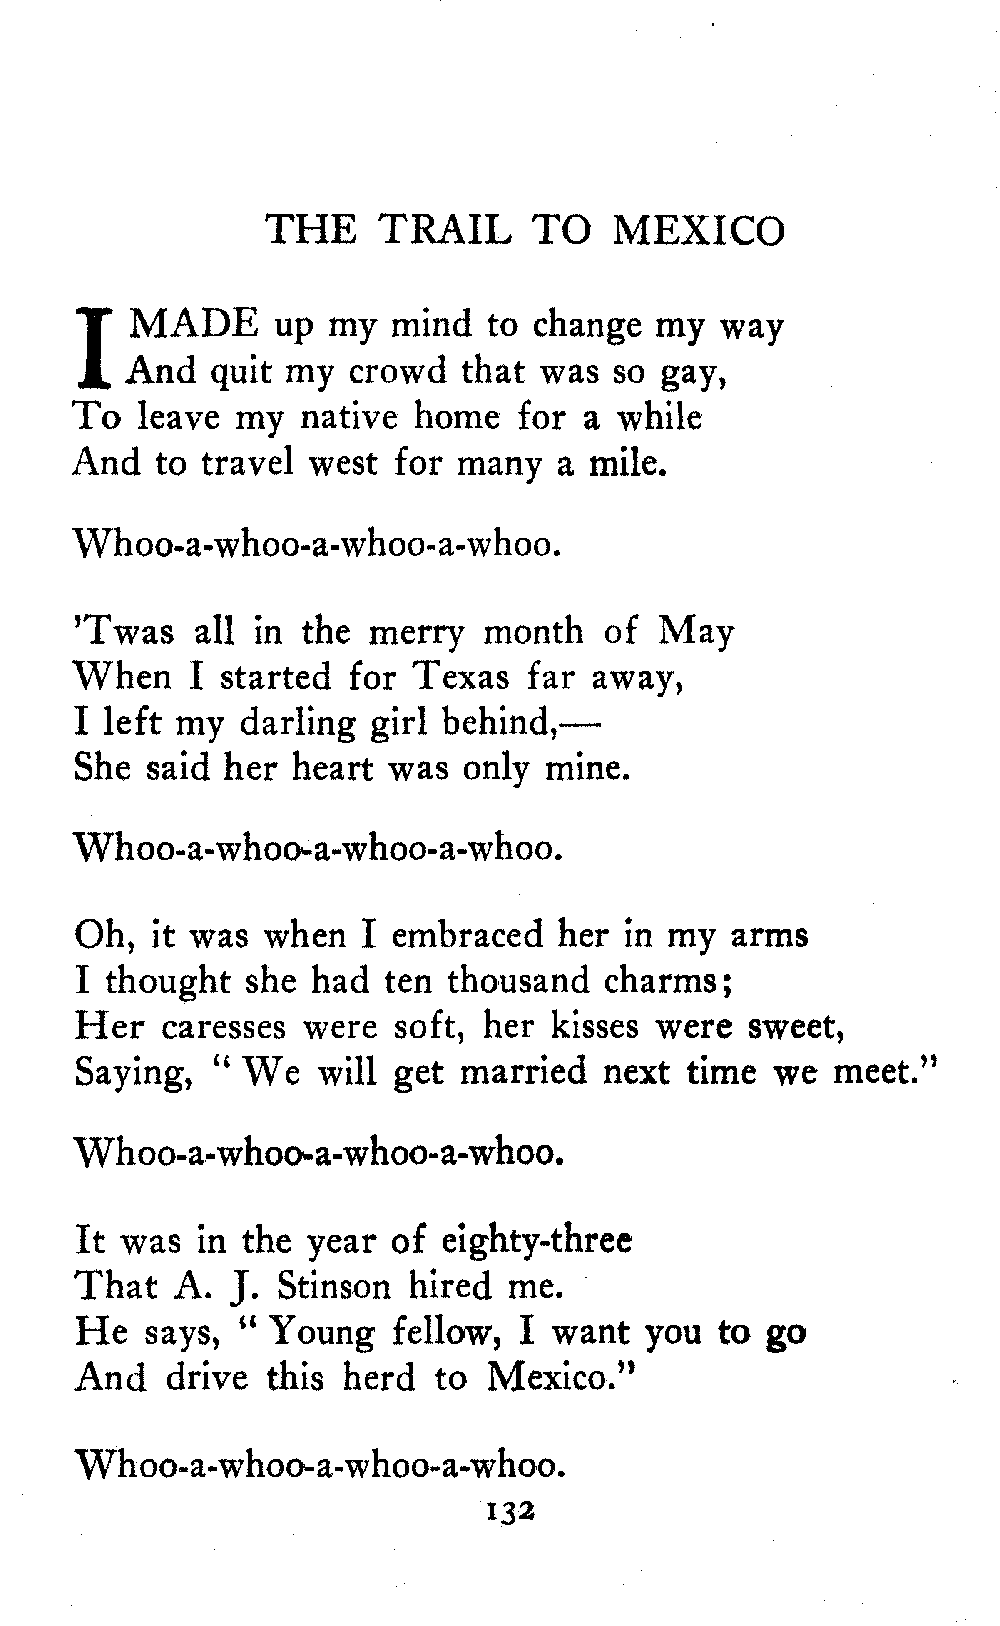 THE TRAIL TO MEXICO
I MADE up my mind to change my way
And quit my crowd that was so gay,
To leave my native home for a while
And to travel west for many a mile.
Whoo-a-whoo-a-whoo-a-whoo.
'Twas all in the merry month of May
When I started for Texas far away,
I left my darling girl behind,—
She said her heart was only mine.
Whoo-a-whoo-a-whoo-a-whoo.
Oh, it was when I embraced her in my arms
I thought she had ten thousand charms;
Her caresses were soft, her kisses were sweet,
Saying, "We will get married next time we meet."
Whoo-a-whoo-a-whoo-a-whoo.
It was in the year of eighty-three
That A. J. Stinson hired me.
He says, "Young fellow, I want you to go
And drive this herd to Mexico."
Whoo-a-whoo-a-whoo-a-whoo.
132